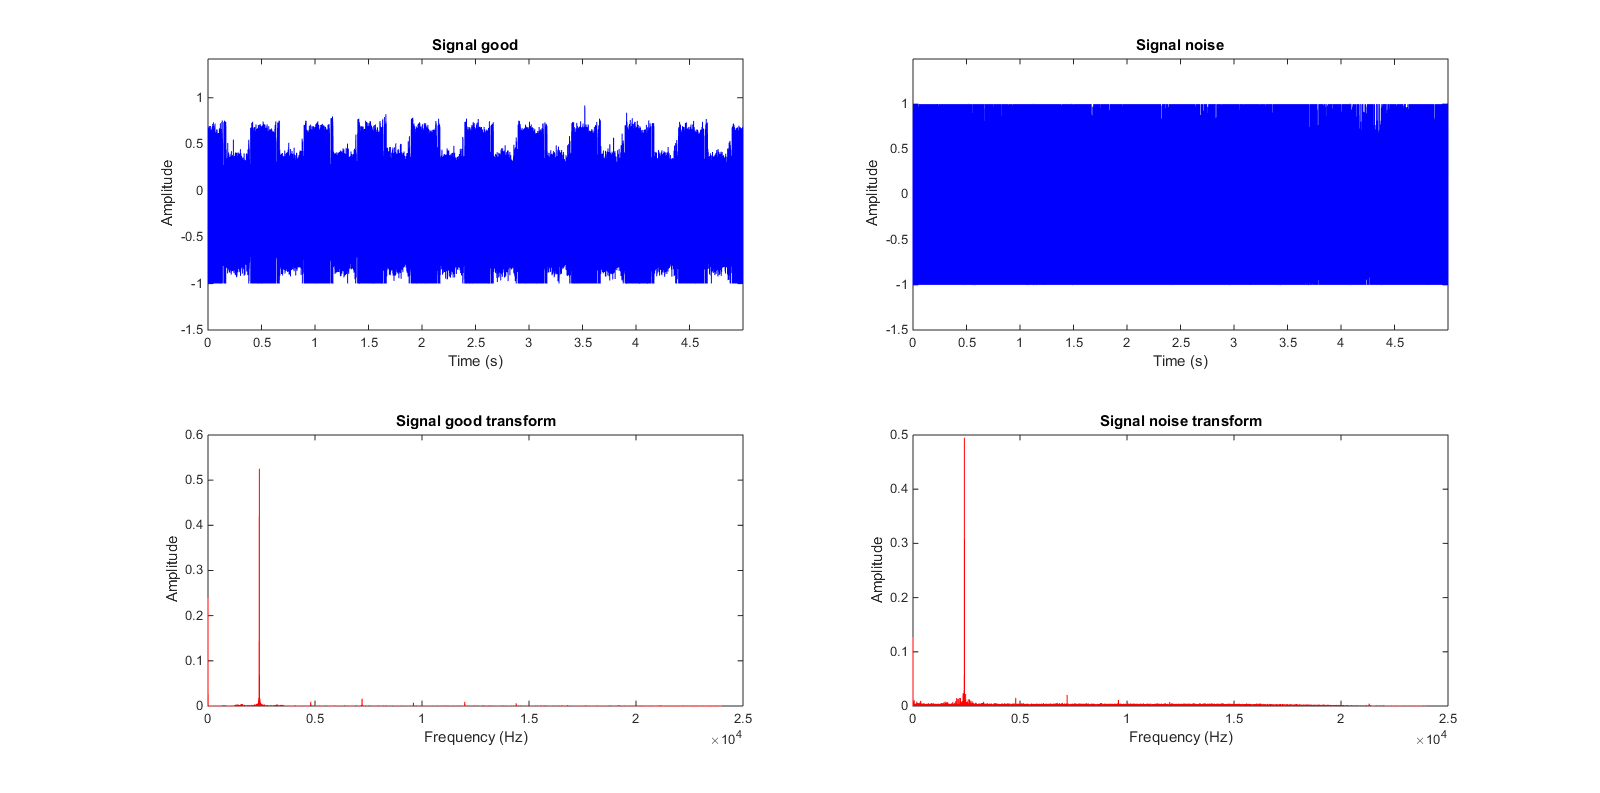 Signal good
1
0.5
0
-0.5
-1
-1.5
Amplitude
0 0.5 1 1.5 2 2.5 3 3.5 4 4.5
Time (s)
Signal noise
1
0.5
0
-0.5
-1
-1.5
Amplitude
0 0.5 1 1.5 2 2.5 3 3.5 4 4.5
Time (s)
Signal good transform
0.6
0.5
0.4
0.3
0.2
0.1
0
Amplitude
0 0.5 1 1.5 2 2.5
Frequency (Hz)
×10⁴
Signal noise transform
0.5
0.4
0.3
0.2
0.1
0
Amplitude
0 0.5 1 1.5 2 2.5
Frequency (Hz)
×10⁴